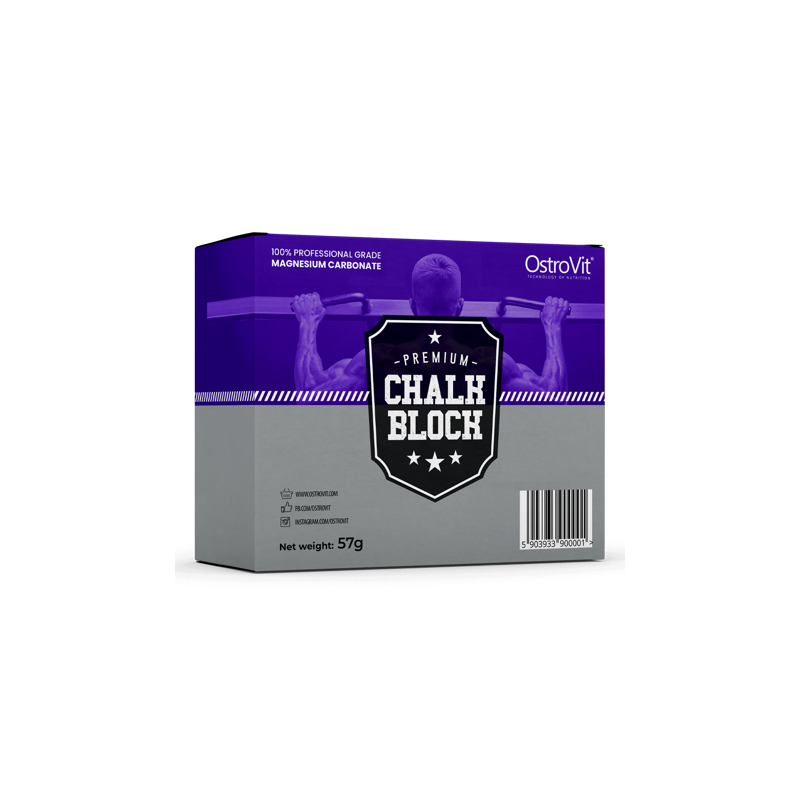 100% PROFESSIONAL GRADE
MAGNESIUM CARBONATE
OstroVit®
TECHNOLOGY OF NUTRITION
-PREMIUM-
CHALK
BLOCK
WWW.OSTROVIT.COM
FB.COM/OSTROVIT
INSTAGRAM.COM/OSTROVIT
Net weight: 57g
5 903933 900001 >